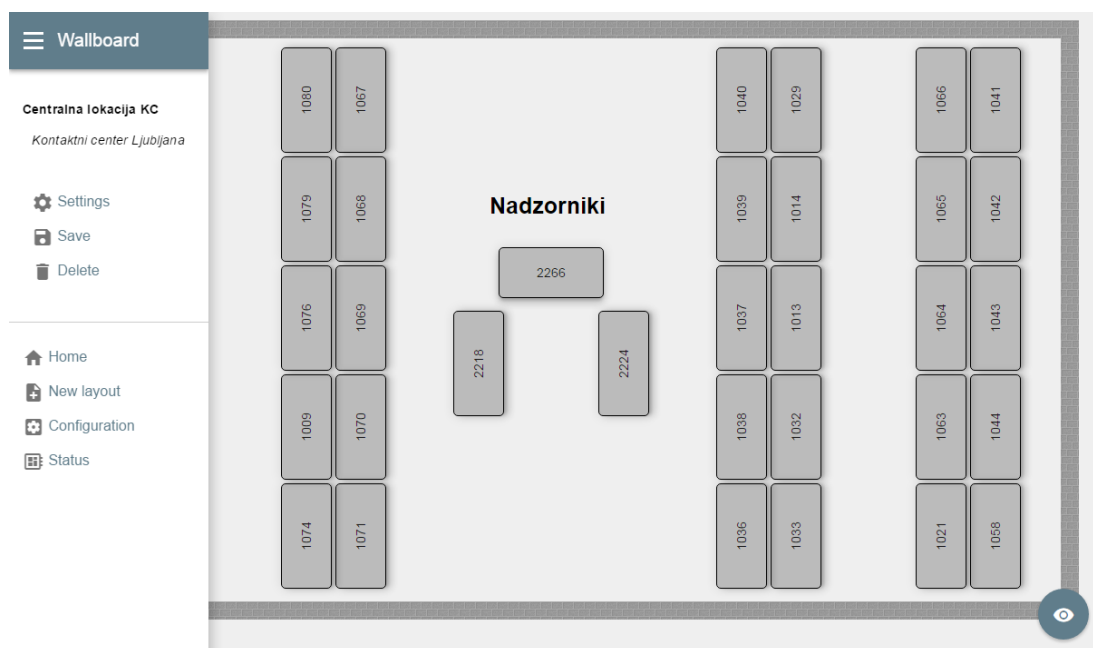 Wallboard
Centralna lokacija KC
Kontaktni center Ljubljana
Settings
Save
Delete
Home
New layout
Configuration
Status
1080 1067 1040 1029 1066 1041
1079 1068 1039 1014 1065 1042
Nadzorniki
2266
1076 1069 1037 1013 1064 1043
2218 2224
1009 1070 1038 1032 1063 1044
1074 1071 1036 1033 1021 1058